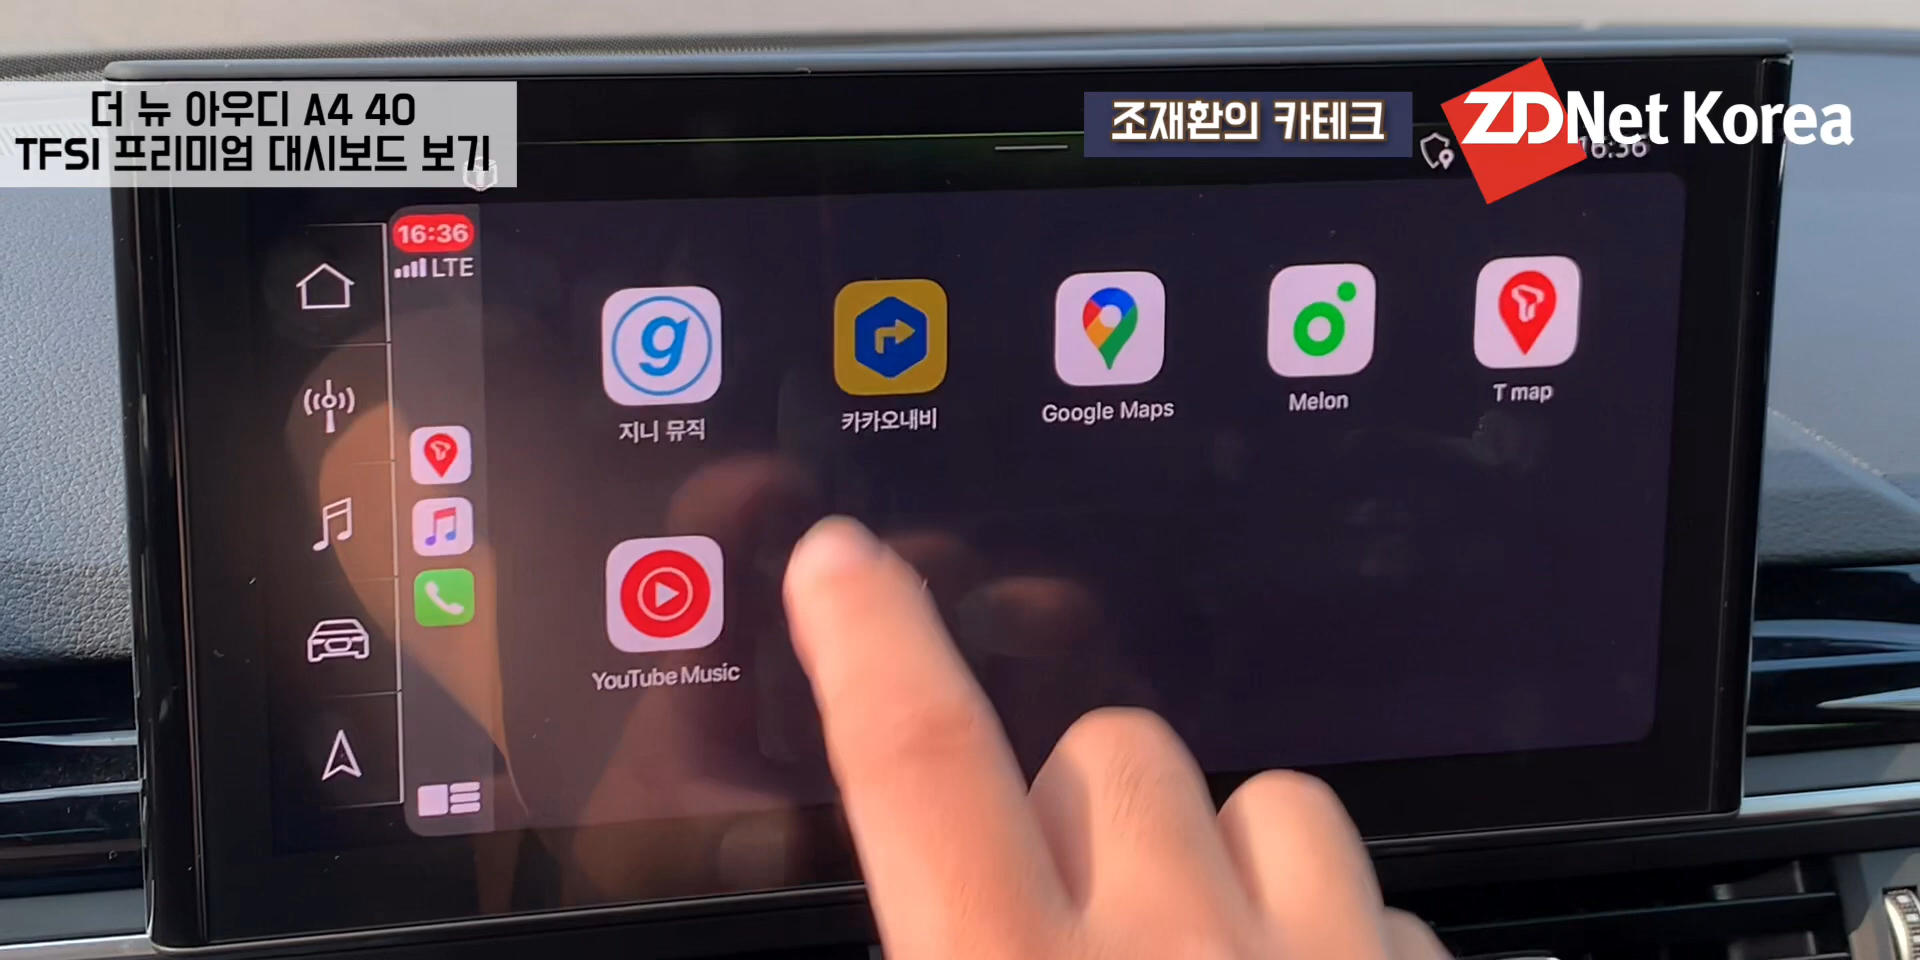 더 뉴 아우디 A4 40
TFSI 프리미엄 대시보드 보기
조재환의 카테크
ZDNet Korea
16:36
16:36
LTE
지니 뮤직
카카오내비
Google Maps
Melon
T map
YouTube Music